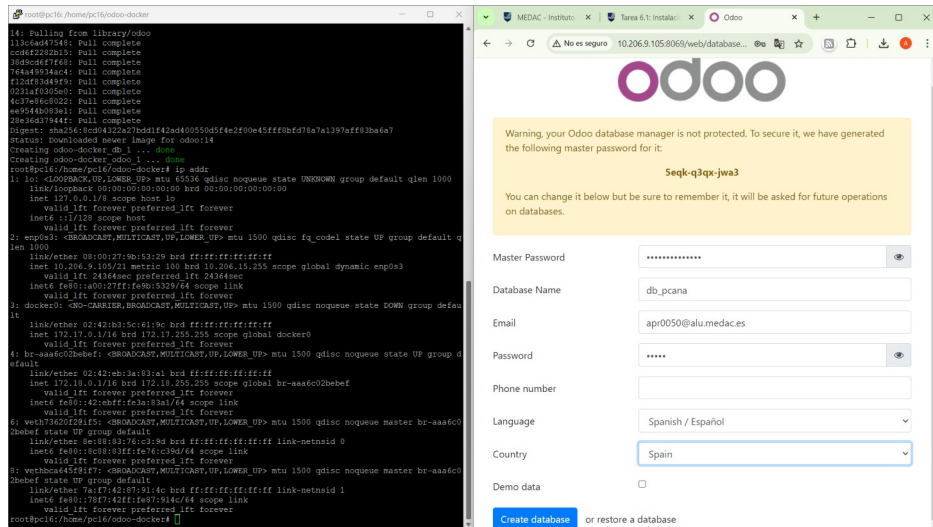 root@pc16: /home/pc16/odoo-docker
14: Pulling from library/odoo
113c6ad47548: Pull complete
ccd6f2282b15: Pull complete
38d9cd6f7f68: Pull complete
764a49934ac4: Pull complete
f12df83d49f9: Pull complete
0231af0305e0: Pull complete
4c37e86c8022: Pull complete
ee9544b083e1: Pull complete
28e36d37944f: Pull complete
Digest: sha256:8cd04322a27bdd1f42ad400550d5f4e2f00e45fff8bfd78a7a1397aff83ba6a7
Status: Downloaded newer image for odoo:14
Creating odoo-docker_db_1 ... done
Creating odoo-docker_odoo_1 ... done
root@pc16:/home/pc16/odoo-docker# ip addr
1: lo: <LOOPBACK,UP,LOWER_UP> mtu 65536 qdisc noqueue state UNKNOWN group default qlen 1000
link/loopback 00:00:00:00:00:00 brd 00:00:00:00:00:00
inet 127.0.0.1/8 scope host lo
valid_lft forever preferred_lft forever
inet6 ::1/128 scope host
valid_lft forever preferred_lft forever
2: enp0s3: <BROADCAST,MULTICAST,UP,LOWER_UP> mtu 1500 qdisc fq_codel state UP group default q
len 1000
link/ether 08:00:27:9b:53:29 brd ff:ff:ff:ff:ff:ff
inet 10.206.9.105/21 metric 100 brd 10.206.15.255 scope global dynamic enp0s3
valid_lft 24364sec preferred_lft 24364sec
inet6 fe80::a00:27ff:fe9b:5329/64 scope link
valid_lft forever preferred_lft forever
3: docker0: <NO-CARRIER,BROADCAST,MULTICAST,UP> mtu 1500 qdisc noqueue state DOWN group defau
lt
link/ether 02:42:b3:5c:61:9c brd ff:ff:ff:ff:ff:ff
inet 172.17.0.1/16 brd 172.17.255.255 scope global docker0
valid_lft forever preferred_lft forever
4: br-aaa6c02bebef: <BROADCAST,MULTICAST,UP,LOWER_UP> mtu 1500 qdisc noqueue state UP group d
efault
link/ether 02:42:eb:3a:83:a1 brd ff:ff:ff:ff:ff:ff
inet 172.18.0.1/16 brd 172.18.255.255 scope global br-aaa6c02bebef
valid_lft forever preferred_lft forever
inet6 fe80::42:ebff:fe3a:83a1/64 scope link
valid_lft forever preferred_lft forever
6: veth73620f2@if5: <BROADCAST,MULTICAST,UP,LOWER_UP> mtu 1500 qdisc noqueue master br-aaa6c0
2bebef state UP group default
link/ether 8e:88:83:76:c3:9d brd ff:ff:ff:ff:ff:ff link-netnsid 0
inet6 fe80::8c88:83ff:fe76:c39d/64 scope link
valid_lft forever preferred_lft forever
8: vethbca645f@if7: <BROADCAST,MULTICAST,UP,LOWER_UP> mtu 1500 qdisc noqueue master br-aaa6c0
2bebef state UP group default
link/ether 7a:f7:42:87:91:4c brd ff:ff:ff:ff:ff:ff link-netnsid 1
inet6 fe80::78f7:42ff:fe87:914c/64 scope link
valid_lft forever preferred_lft forever
root@pc16:/home/pc16/odoo-docker#
MEDAC - Instituto
Tarea 6.1: Instalaci
Odoo
No es seguro 10.206.9.105:8069/web/database...
A
odoo
Warning, your Odoo database manager is not protected. To secure it, we have generated
the following master password for it:
5eqk-q3qx-jwa3
You can change it below but be sure to remember it, it will be asked for future operations
on databases.
Master Password ••••••••••••••
Database Name db_pcana
Email apr0050@alu.medac.es
Password •••••
Phone number
Language Spanish / Español
Country Spain
Demo data
Create database or restore a database